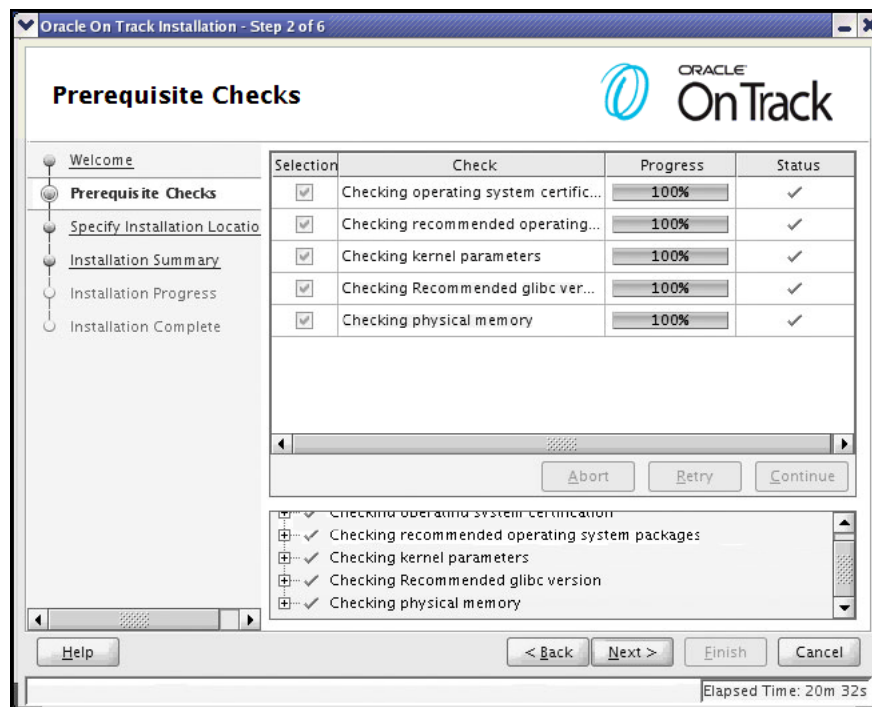 Oracle On Track Installation - Step 2 of 6
Prerequisite Checks
ORACLE
OnTrack
Welcome
Prerequisite Checks
Specify Installation Locatio
Installation Summary
Installation Progress
Installation Complete
Selection Check Progress Status
Checking operating system certific... 100%
Checking recommended operating... 100%
Checking kernel parameters 100%
Checking Recommended glibc ver... 100%
Checking physical memory 100%
Abort Retry Continue
Checking operating system certification
Checking recommended operating system packages
Checking kernel parameters
Checking Recommended glibc version
Checking physical memory
Help < Back Next > Finish Cancel
Elapsed Time: 20m 32s